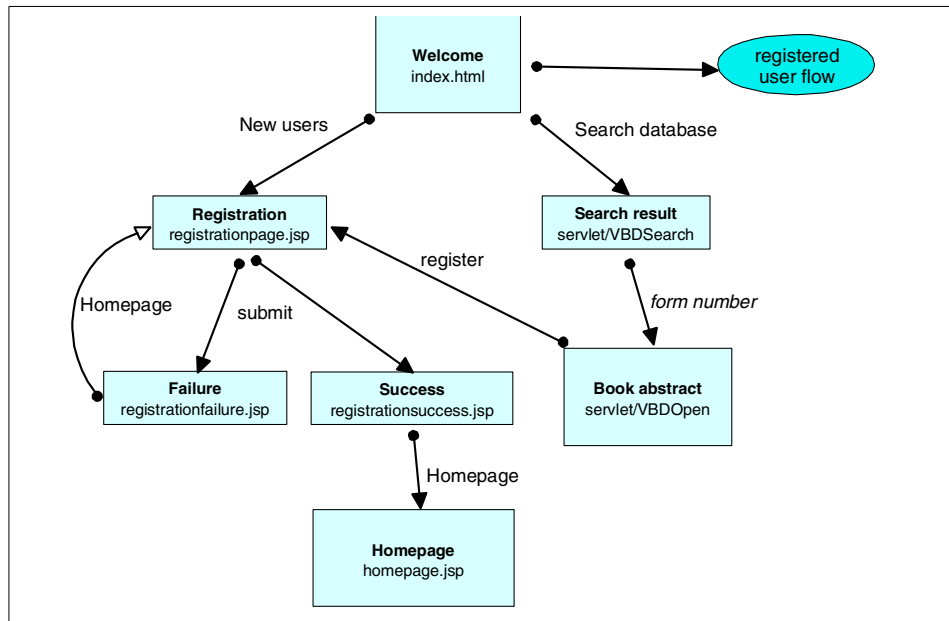 Welcome
index.html
registered
user flow
New users
Search database
Registration
registrationpage.jsp
Search result
servlet/VBDSearch
register
Homepage
submit
form number
Failure
registrationfailure.jsp
Success
registrationsuccess.jsp
Book abstract
servlet/VBDOpen
Homepage
Homepage
homepage.jsp